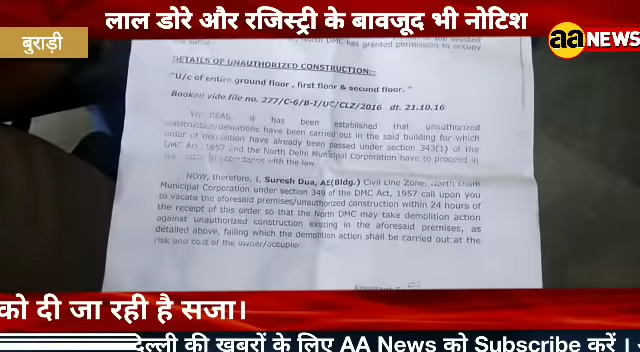 लाल डोरे और रजिस्ट्री के बावजूद भी नोटिश
बुराड़ी
aa NEWS
North DMC has granted permission to occupy
DETAILS OF UNAUTHORIZED CONSTRUCTION:-
"U/c of entire ground floor , first floor & second floor. "
Booked vide file no. 277/C-6/B-I/UC/CLZ/2016 dt. 21.10.16
it has been established that unauthorized
construction/deviations have been carried out in the said building for which
order of demolition have already been passed under section 343(1) of the
DMC Act, 1957 and the North Delhi Municipal Corporation have to proceed in
in accordance with the law.
NOW, therefore, I, Suresh Dua, AE(Bldg.) Civil Line Zone, North Delhi
Municipal Corporation under section 349 of the DMC Act, 1957 call upon you
to vacate the aforesaid premises/unauthorized construction within 24 hours of
the receipt of this order so that the North DMC may take demolition action
against unauthorized construction existing in the aforesaid premises, as
detailed above, failing which the demolition action shall be carried out at the
risk and cost of the owner/occupier.
को दी जा रही है सजा।
देल्ली की खबरों के लिए AA News को Subscribe करें ।